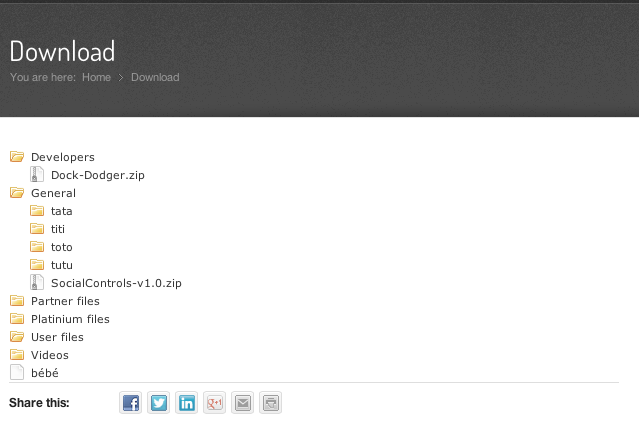 Download
You are here: Home > Download
Developers
Dock-Dodger.zip
General
tata
titi
toto
tutu
SocialControls-v1.0.zip
Partner files
Platinium files
User files
Videos
bébé
Share this: g+1